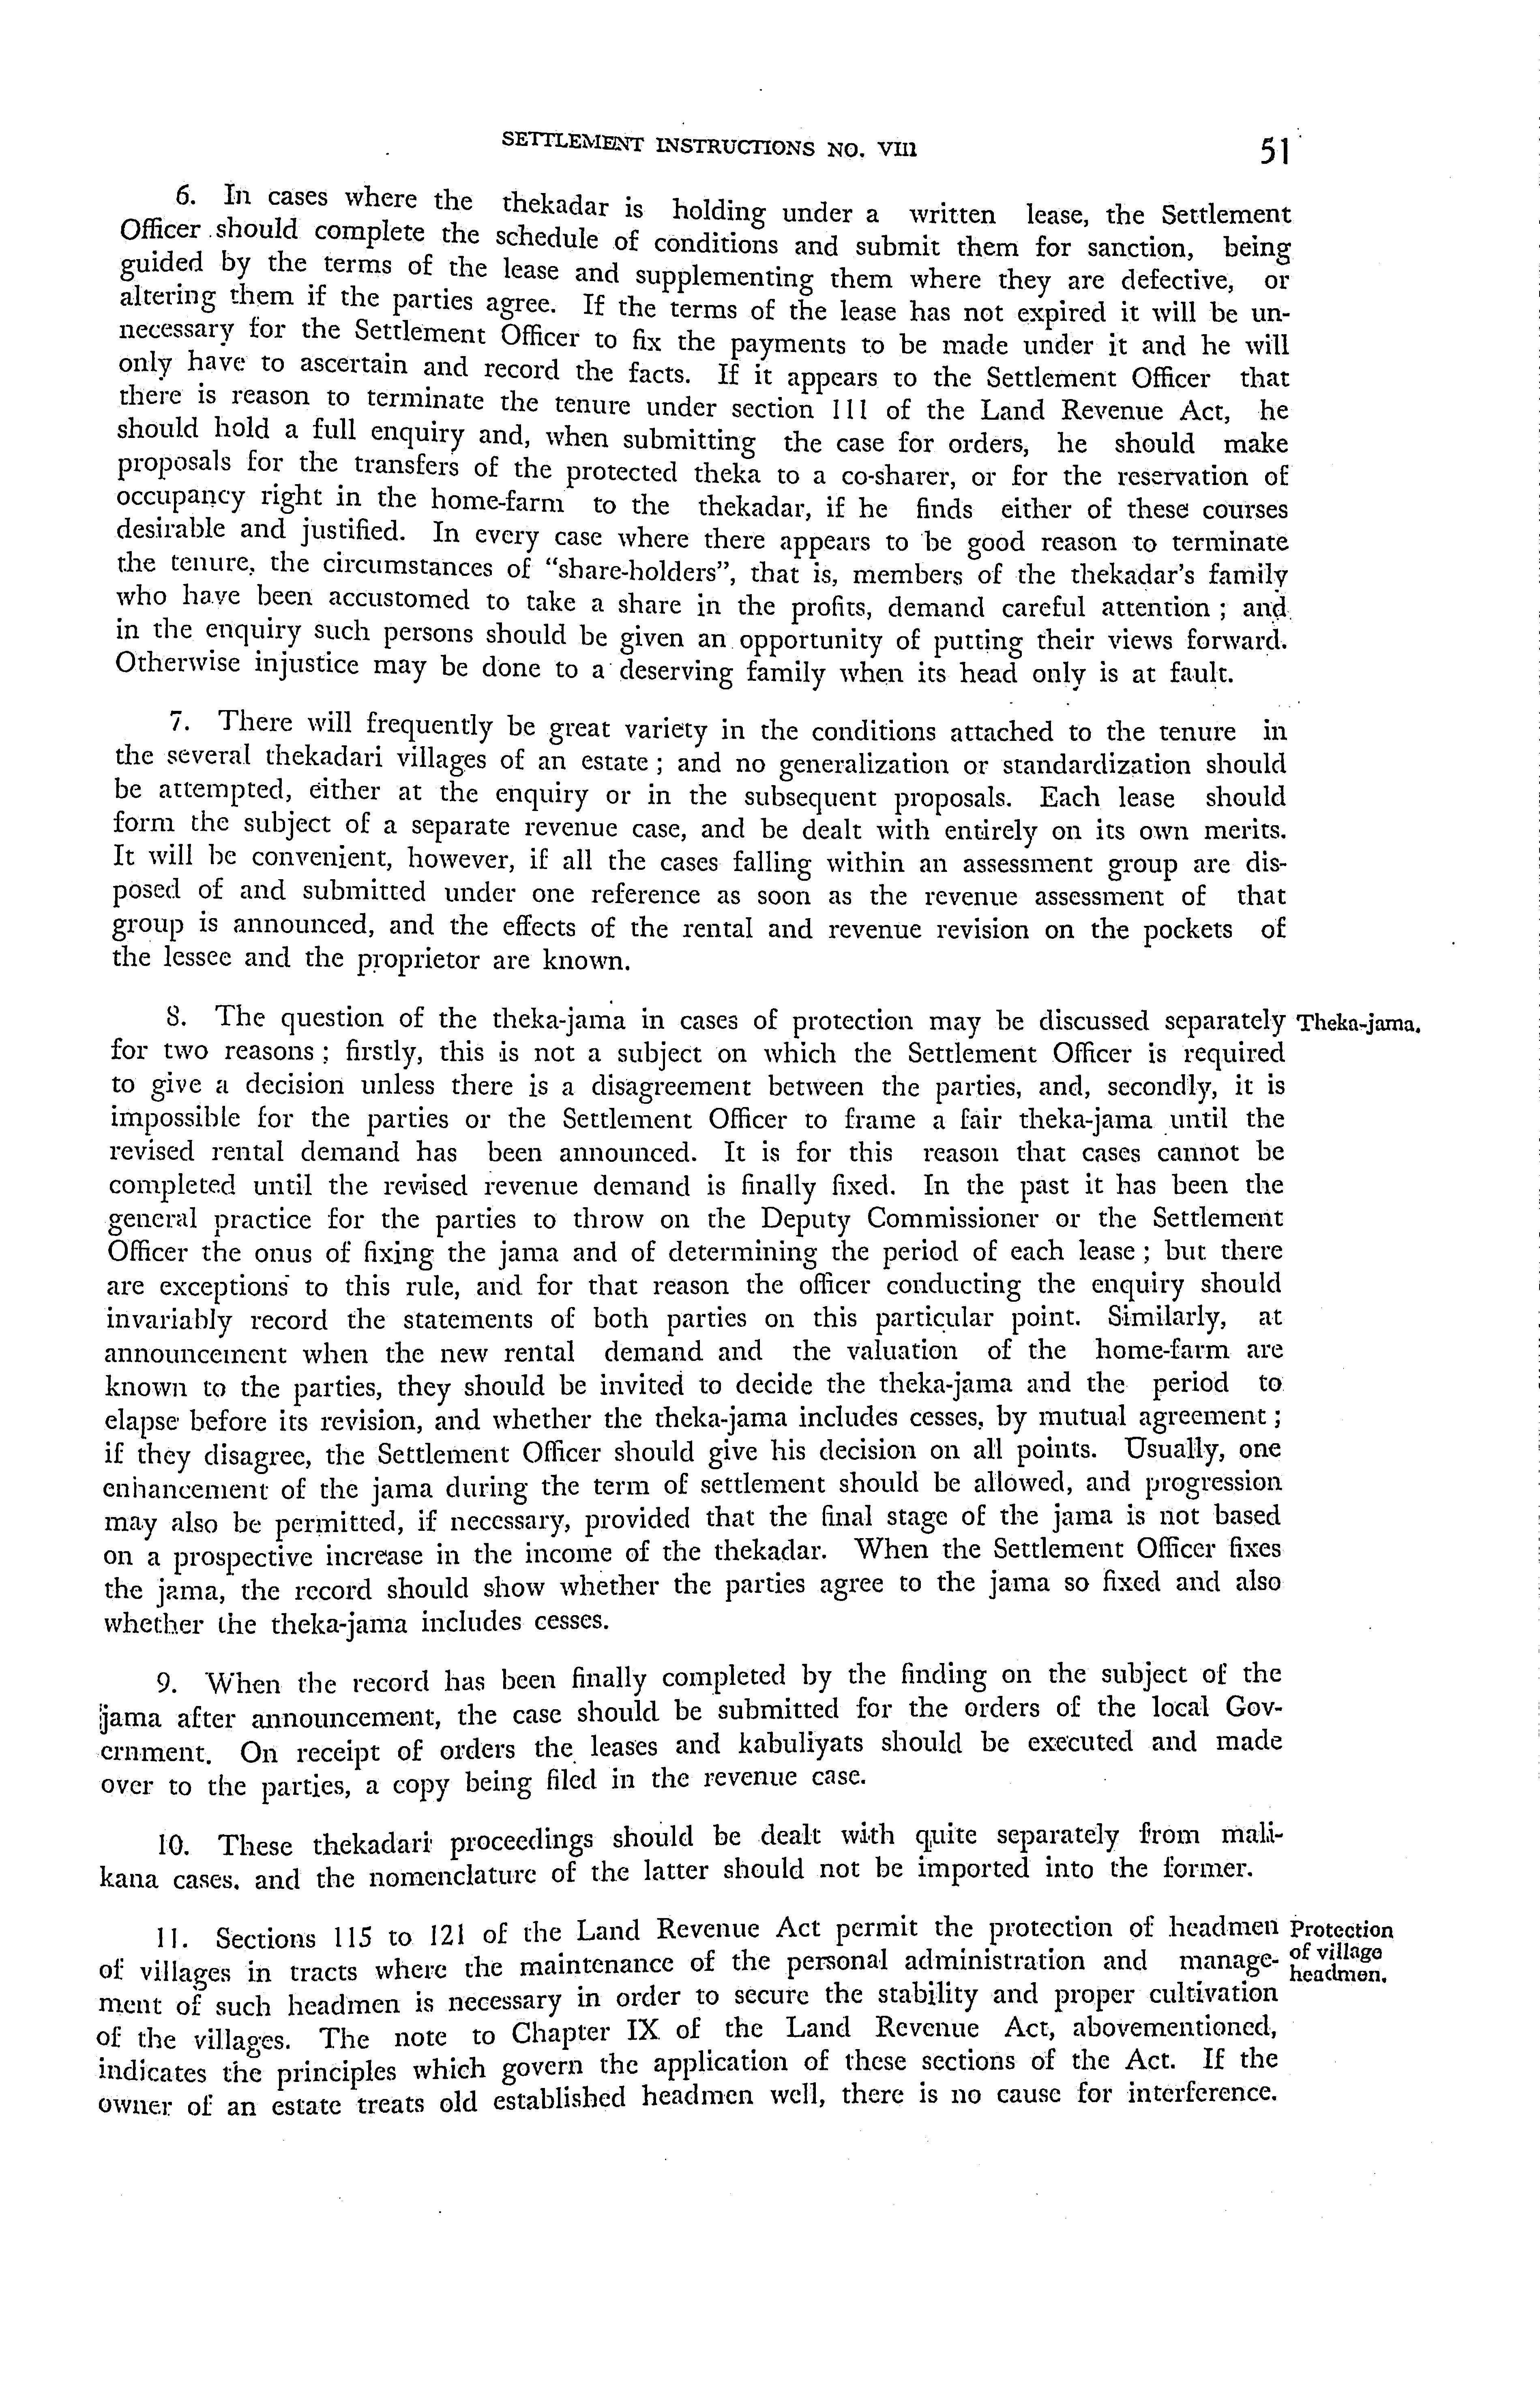 SETTLEMENT INSTRUCTIONS NO. VIII 51
6. In cases where the thekadar is holding under a written lease, the Settlement
Officer should complete the schedule of conditions and submit them for sanction, being
guided by the terms of the lease and supplementing them where they are defective, or
altering them if the parties agree. If the terms of the lease has not expired it will be un-
necessary for the Settlement Officer to fix the payments to be made under it and he will
only have to ascertain and record the facts. If it appears to the Settlement Officer that
there is reason to terminate the tenure under section 111 of the Land Revenue Act, he
should hold a full enquiry and, when submitting the case for orders, he should make
proposals for the transfers of the protected theka to a co-sharer, or for the reservation of
occupancy right in the home-farm to the thekadar, if he finds either of these courses
desirable and justified. In every case where there appears to be good reason to terminate
the tenure, the circumstances of “share-holders”, that is, members of the thekadar’s family
who have been accustomed to take a share in the profits, demand careful attention ; and
in the enquiry such persons should be given an opportunity of putting their views forward.
Otherwise injustice may be done to a deserving family when its head only is at fault.
7. There will frequently be great variety in the conditions attached to the tenure in
the several thekadari villages of an estate ; and no generalization or standardization should
be attempted, either at the enquiry or in the subsequent proposals. Each lease should
form the subject of a separate revenue case, and be dealt with entirely on its own merits.
It will be convenient, however, if all the cases falling within an assessment group are dis-
posed of and submitted under one reference as soon as the revenue assessment of that
group is announced, and the effects of the rental and revenue revision on the pockets of
the lessee and the proprietor are known.
8. The question of the theka-jama in cases of protection may be discussed separately Theka-jama.
for two reasons ; firstly, this is not a subject on which the Settlement Officer is required
to give a decision unless there is a disagreement between the parties, and, secondly, it is
impossible for the parties or the Settlement Officer to frame a fair theka-jama until the
revised rental demand has been announced. It is for this reason that cases cannot be
completed until the revised revenue demand is finally fixed. In the past it has been the
general practice for the parties to throw on the Deputy Commissioner or the Settlement
Officer the onus of fixing the jama and of determining the period of each lease ; but there
are exceptions to this rule, and for that reason the officer conducting the enquiry should
invariably record the statements of both parties on this particular point. Similarly, at
announcement when the new rental demand and the valuation of the home-farm are
known to the parties, they should be invited to decide the theka-jama and the period to
elapse before its revision, and whether the theka-jama includes cesses, by mutual agreement ;
if they disagree, the Settlement Officer should give his decision on all points. Usually, one
enhancement of the jama during the term of settlement should be allowed, and progression
may also be permitted, if necessary, provided that the final stage of the jama is not based
on a prospective increase in the income of the thekadar. When the Settlement Officer fixes
the jama, the record should show whether the parties agree to the jama so fixed and also
whether the theka-jama includes cesses.
9. When the record has been finally completed by the finding on the subject of the
jama after announcement, the case should be submitted for the orders of the local Gov-
ernment. On receipt of orders the leases and kabuliyats should be executed and made
over to the parties, a copy being filed in the revenue case.
10. These thekadari proceedings should be dealt with quite separately from mali-
kana cases, and the nomenclature of the latter should not be imported into the former.
11. Sections 115 to 121 of the Land Revenue Act permit the protection of headmen
of villages in tracts where the maintenance of the personal administration and manage-
ment of such headmen is necessary in order to secure the stability and proper cultivation
of the villages. The note to Chapter IX of the Land Revenue Act, abovementioned,
indicates the principles which govern the application of these sections of the Act. If the
owner of an estate treats old established headmen well, there is no cause for interference.
Protection
of village
headmen.